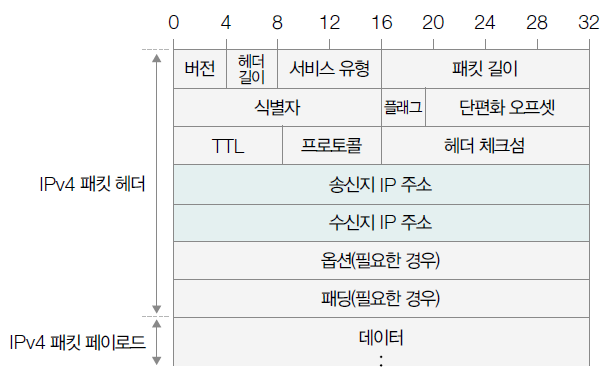 0 4 8 12 16 20 24 28 32
버전 헤더 길이 서비스 유형 패킷 길이
식별자 플래그 단편화 오프셋
TTL 프로토콜 헤더 체크섬
IPv4 패킷 헤더
송신지 IP 주소
수신지 IP 주소
옵션(필요한 경우)
패딩(필요한 경우)
IPv4 패킷 페이로드
데이터